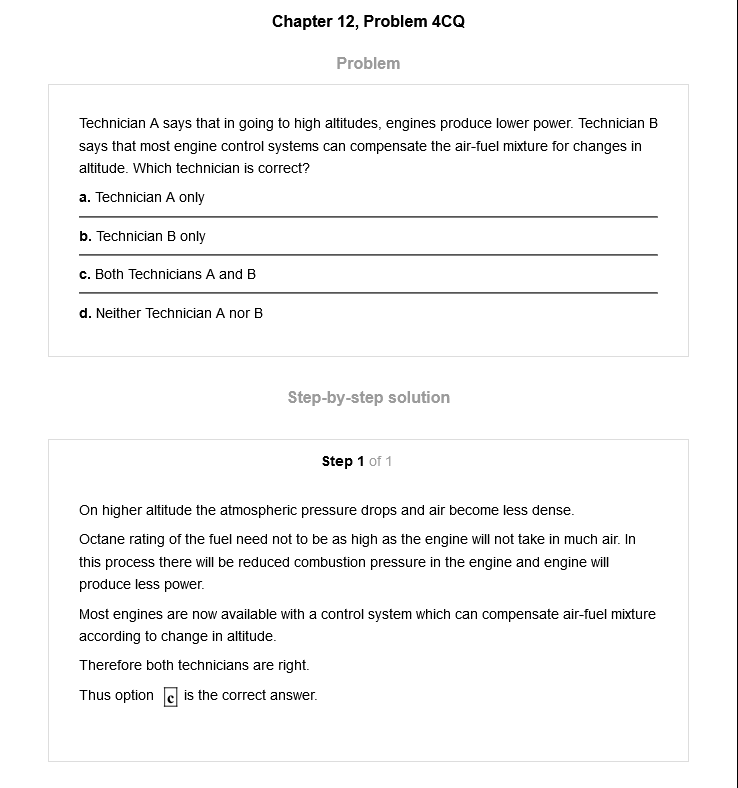 Chapter 12, Problem 4CQ
Problem
Technician A says that in going to high altitudes, engines produce lower power. Technician B
says that most engine control systems can compensate the air-fuel mixture for changes in
altitude. Which technician is correct?
a. Technician A only
b. Technician B only
c. Both Technicians A and B
d. Neither Technician A nor B
Step-by-step solution
Step 1 of 1
On higher altitude the atmospheric pressure drops and air become less dense.
Octane rating of the fuel need not to be as high as the engine will not take in much air. In
this process there will be reduced combustion pressure in the engine and engine will
produce less power.
Most engines are now available with a control system which can compensate air-fuel mixture
according to change in altitude.
Therefore both technicians are right.
Thus option c is the correct answer.